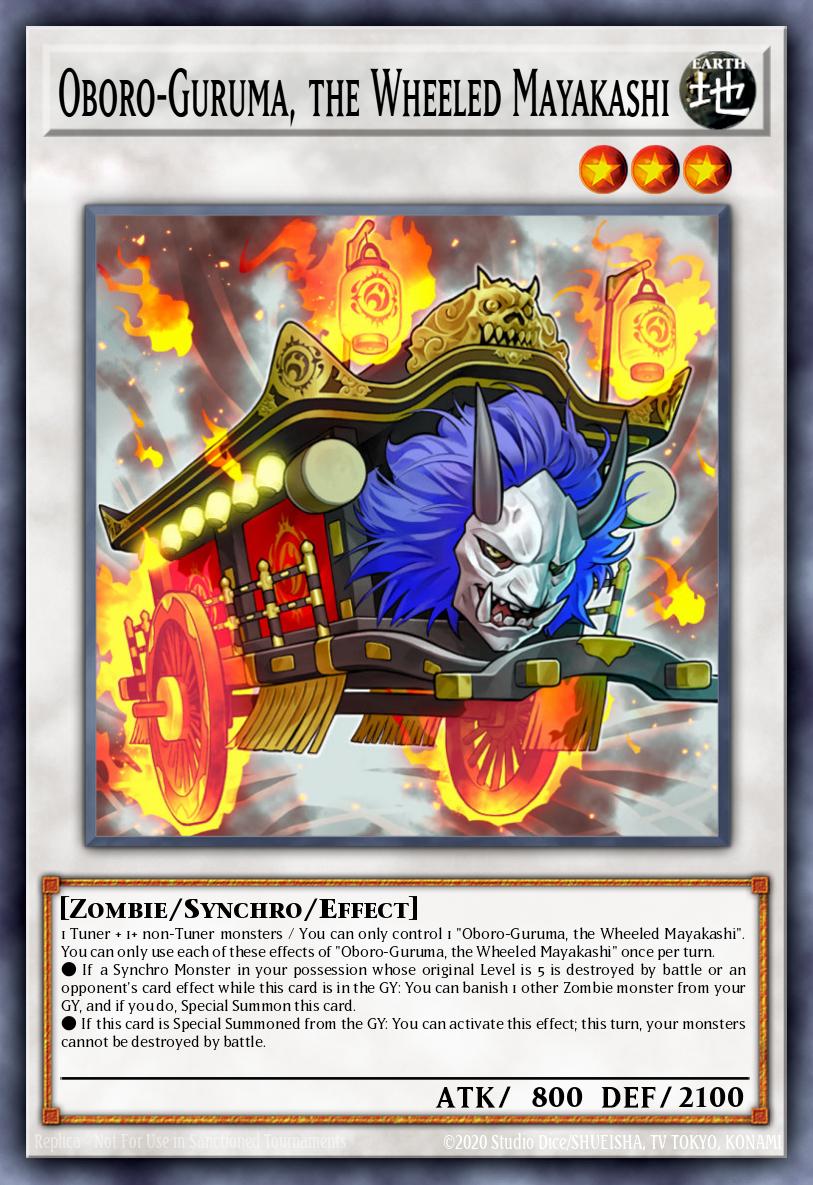 OBORO-GURUMA, THE WHEELED MAYAKASHI
EARTH
地
[ZOMBIE/SYNCHRO/EFFECT]
1 Tuner + 1+ non-Tuner monsters / You can only control 1 "Oboro-Guruma, the Wheeled Mayakashi".
You can only use each of these effects of "Oboro-Guruma, the Wheeled Mayakashi" once per turn.
● If a Synchro Monster in your possession whose original Level is 5 is destroyed by battle or an
opponent's card effect while this card is in the GY: You can banish 1 other Zombie monster from your
GY, and if you do, Special Summon this card.
● If this card is Special Summoned from the GY: You can activate this effect; this turn, your monsters
cannot be destroyed by battle.
ATK/ 800 DEF/2100
Replica - Not For Use in Sanctioned Tournaments
©2020 Studio Dice/SHUEISHA, TV TOKYO, KONAMI